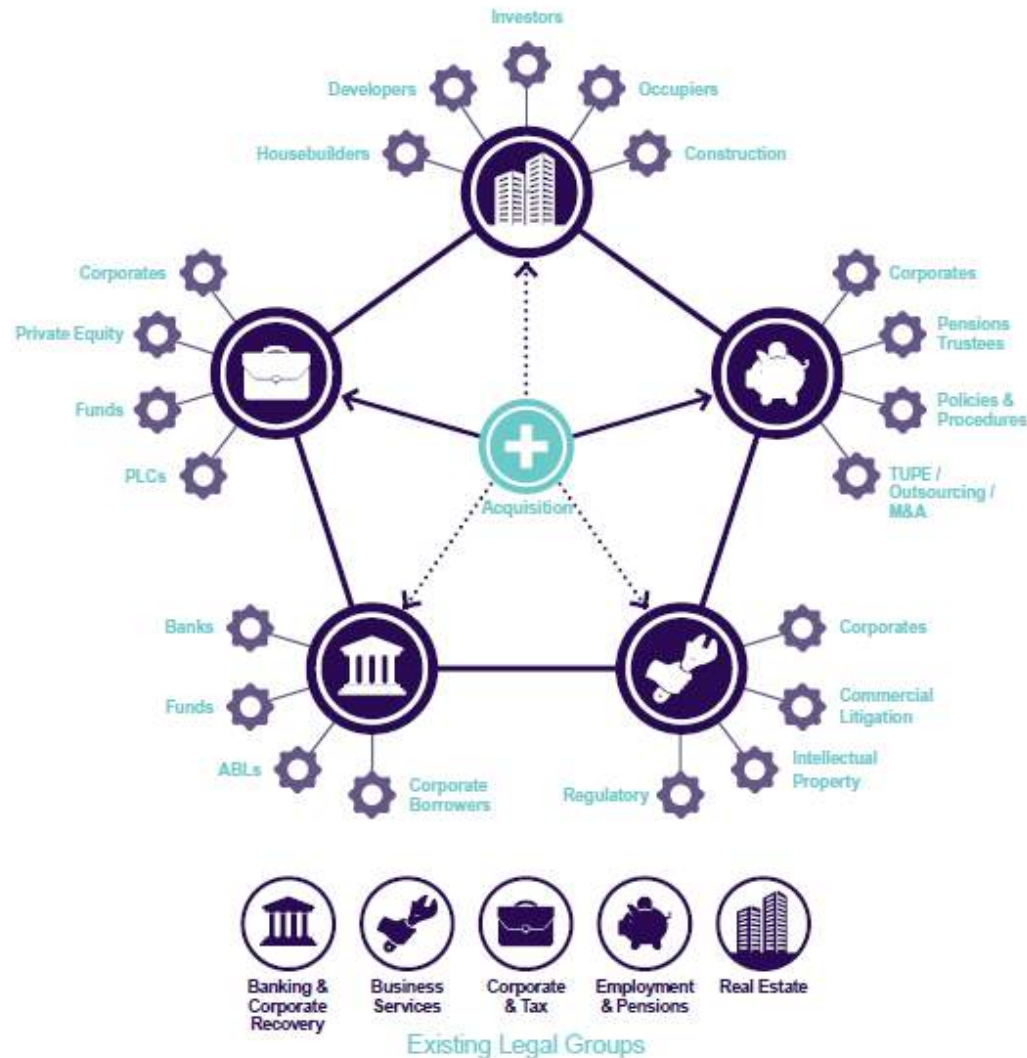 Investors
Developers
Occupiers
Housebuilders
Construction
Corporates
Private Equity
Funds
PLCs
Corporates
Pensions
Trustees
Policies &
Procedures
TUPE /
Outsourcing /
M&A
Acquisition
Banks
Funds
ABLs
Corporate
Borrowers
Corporates
Commercial
Litigation
Intellectual
Property
Regulatory
Banking &
Corporate
Recovery
Business
Services
Corporate
& Tax
Employment
& Pensions
Real Estate
Existing Legal Groups